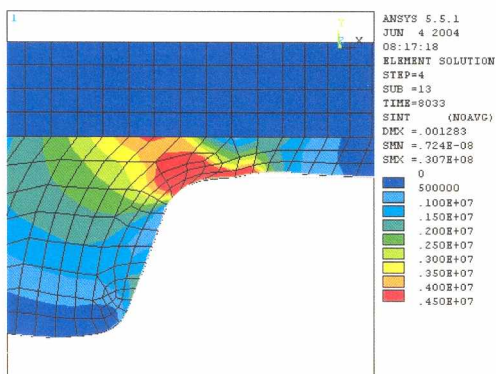 1
Y
X
ANSYS 5.5.1
JUN 4 2004
08:17:18
ELEMENT SOLUTION
STEP=4
SUB =13
TIME=8033
SINT (NOAVG)
DMX =.001283
SMN =.724E-08
SMX =.307E+08
0
500000
.100E+07
.150E+07
.200E+07
.250E+07
.300E+07
.350E+07
.400E+07
.450E+07